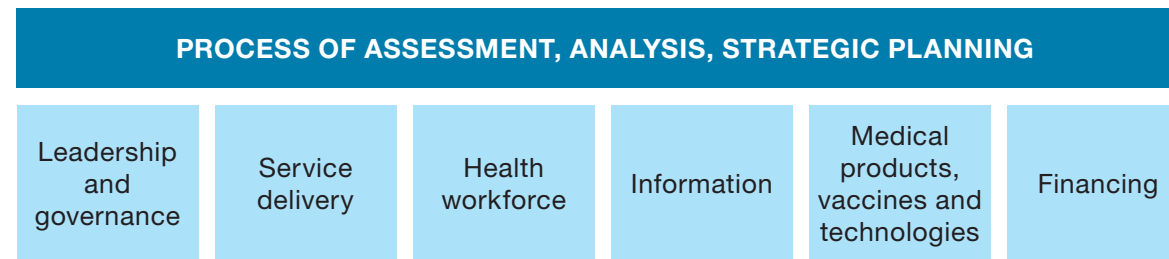 PROCESS OF ASSESSMENT, ANALYSIS, STRATEGIC PLANNING
Leadership
and
governance
Service
delivery
Health
workforce
Information
Medical
products,
vaccines and
technologies
Financing